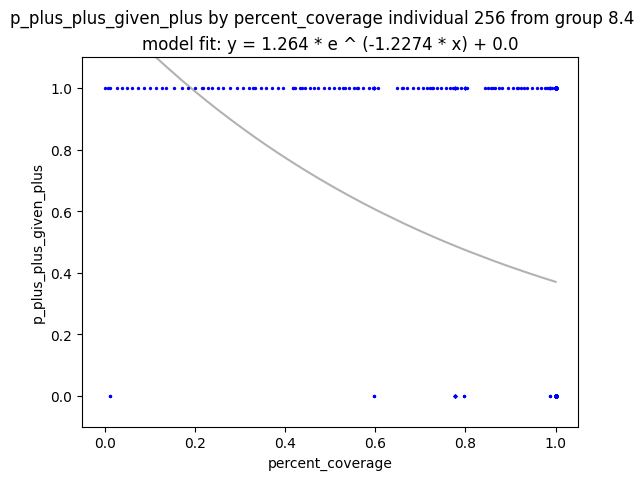 p_plus_plus_given_plus by percent_coverage individual 256 from group 8.4
model fit: y = 1.264 * e ^ (-1.2274 * x) + 0.0
1.0
0.8
0.6
0.4
0.2
0.0
p_plus_plus_given_plus
0.0 0.2 0.4 0.6 0.8 1.0
percent_coverage